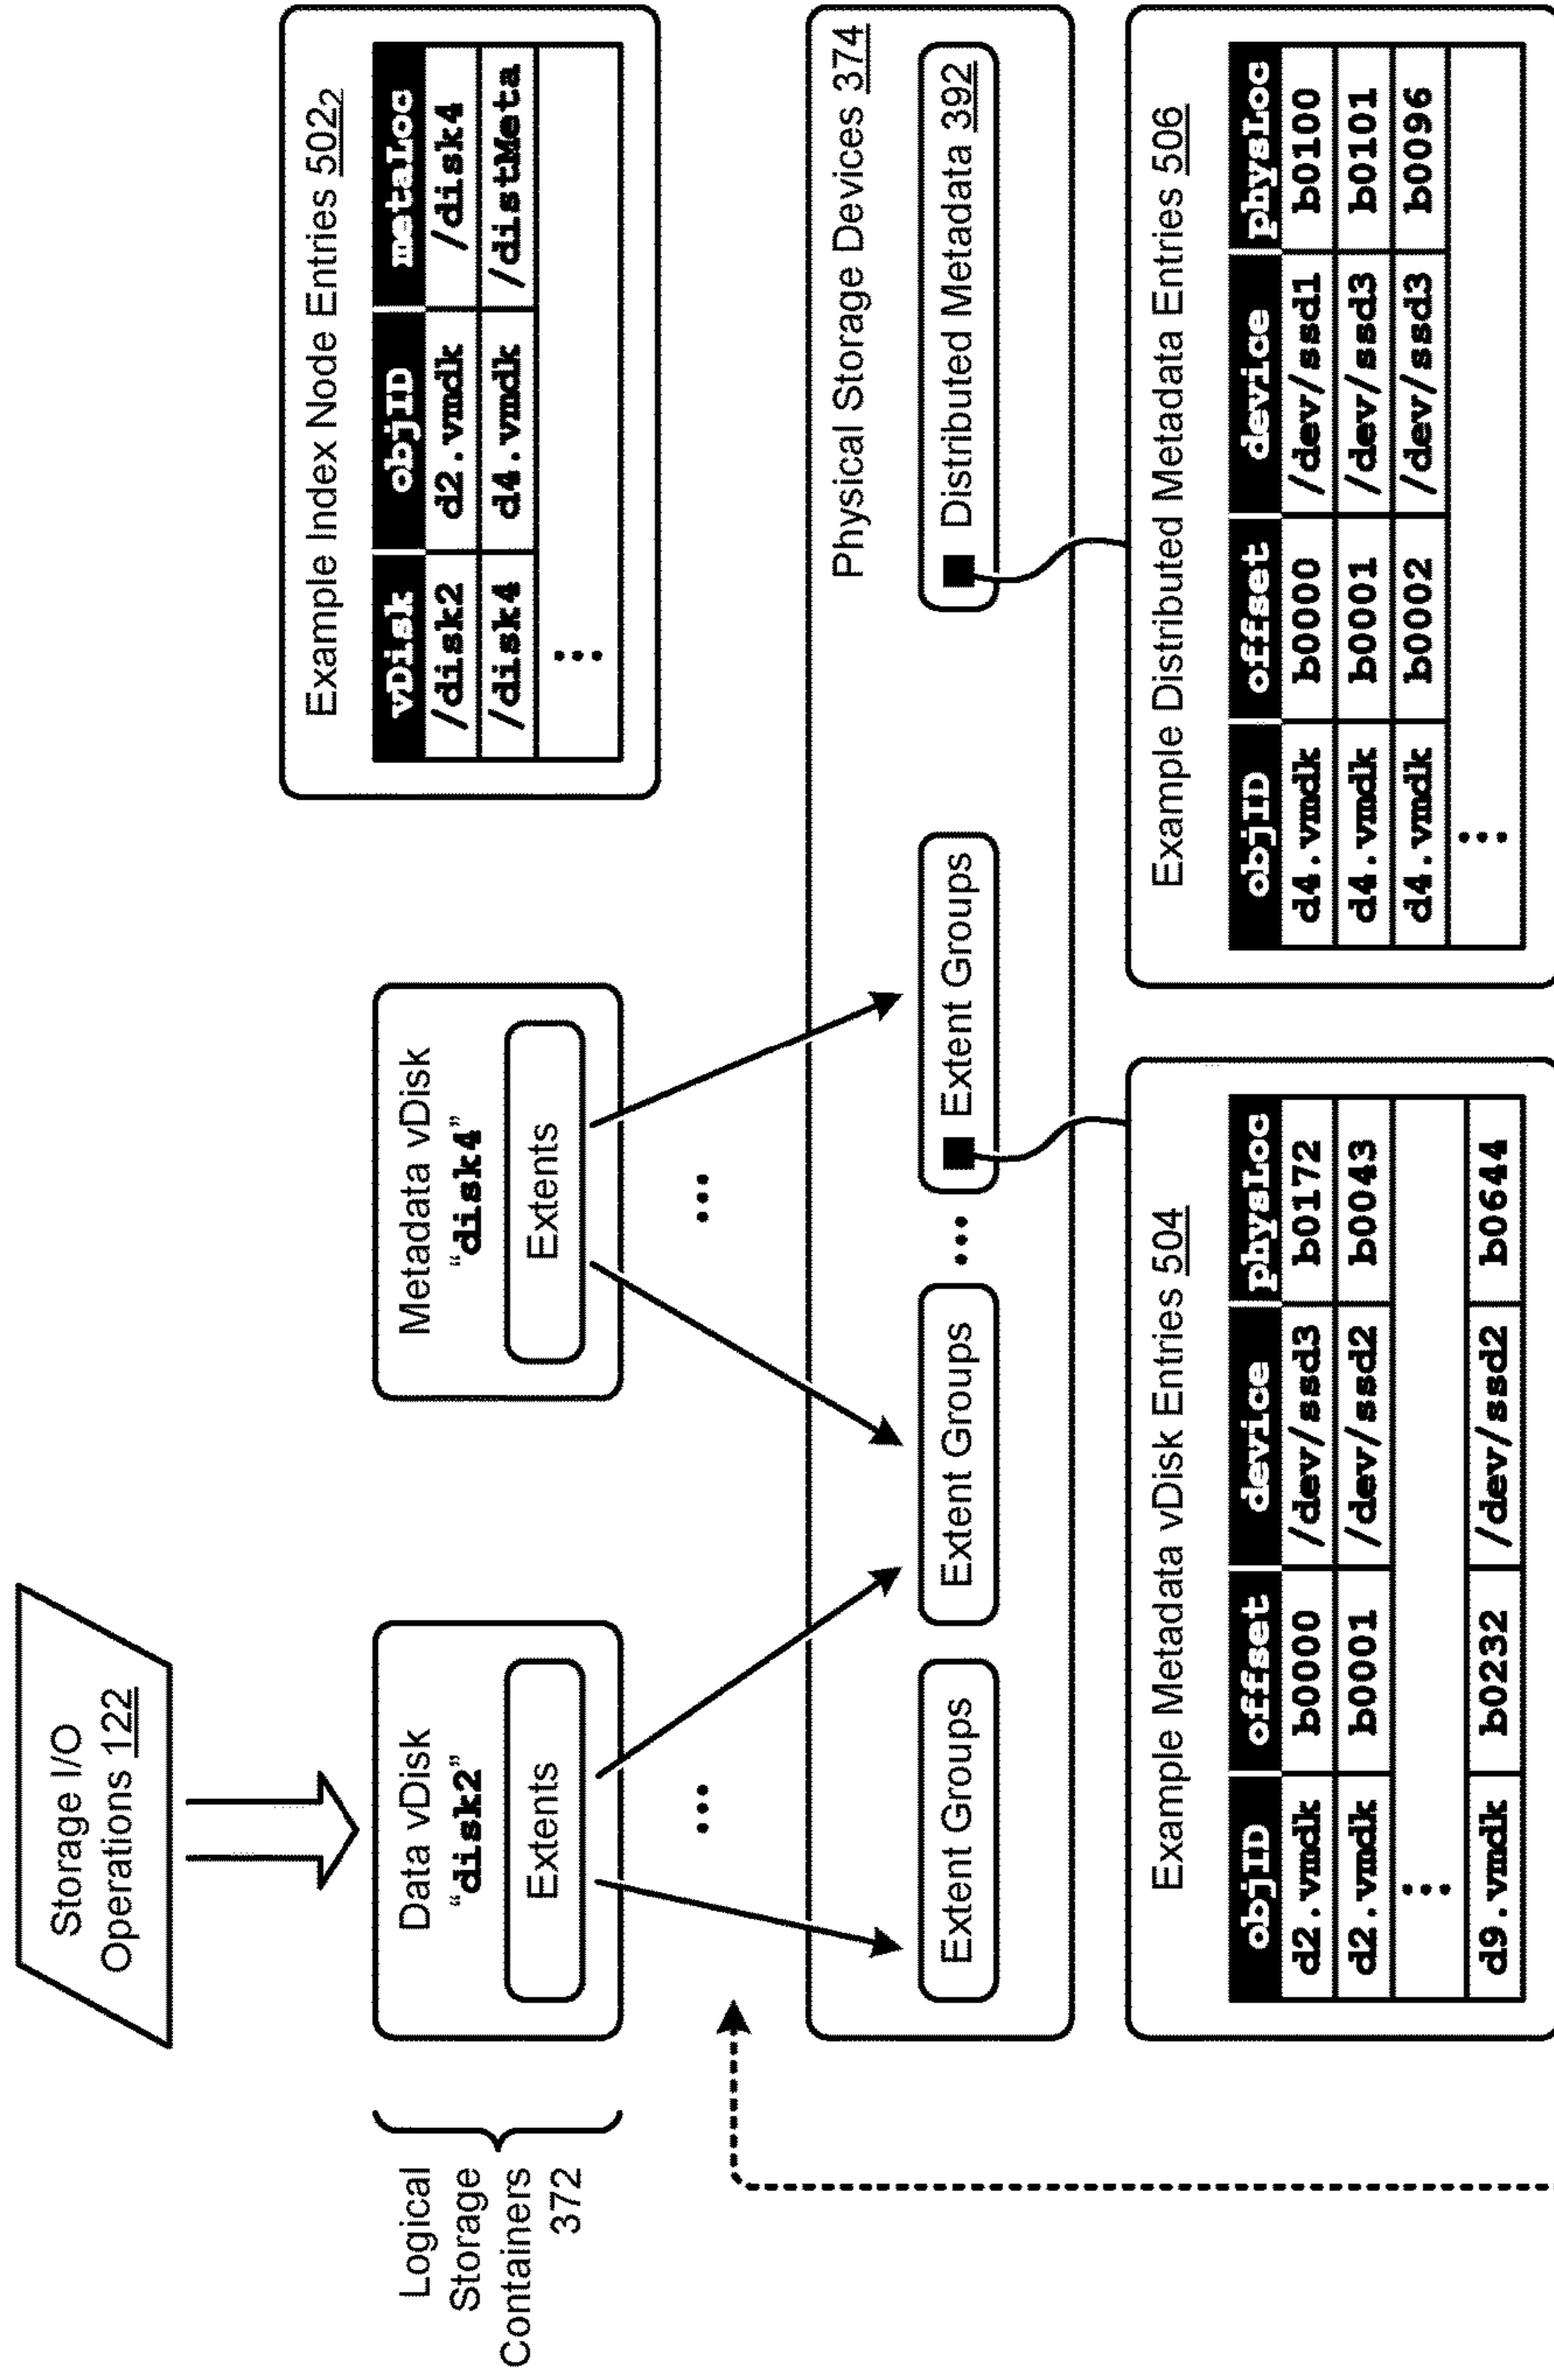 Storage I/O
Operations 122
Logical
Storage
Containers
372
Data vDisk
“disk2”
Extents
...
Metadata vDisk
“disk4”
Extents
...
Example Index Node Entries 502₂
vDisk objID metaLoc
/disk2 d2.vmdk /disk4
/disk4 d4.vmdk /distMeta
⋮
Physical Storage Devices 374
Extent Groups
Extent Groups
...
Extent Groups
Distributed Metadata 392
Example Metadata vDisk Entries 504
objID offset device physLoc
d2.vmdk b0000 /dev/ssd3 b0172
d2.vmdk b0001 /dev/ssd2 b0043
⋮
d9.vmdk b0232 /dev/ssd2 b0644
Example Distributed Metadata Entries 506
objID offset device physLoc
d4.vmdk b0000 /dev/ssd1 b0100
d4.vmdk b0001 /dev/ssd3 b0101
d4.vmdk b0002 /dev/ssd3 b0096
⋮